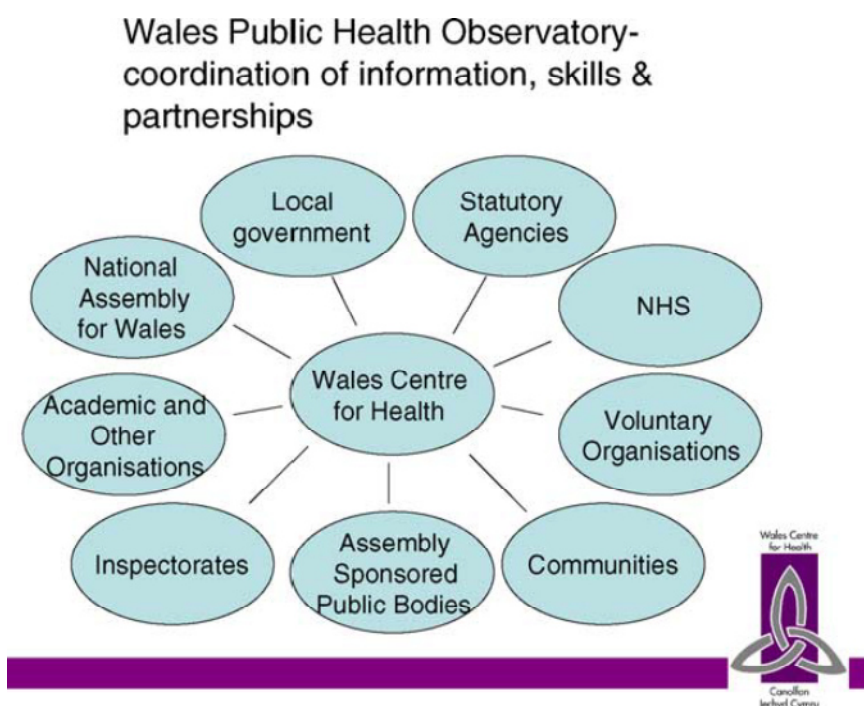 Wales Public Health Observatory-
coordination of information, skills &
partnerships
Local
government
Statutory
Agencies
National
Assembly
for Wales
NHS
Wales Centre
for Health
Academic and
Other
Organisations
Voluntary
Organisations
Inspectorates
Assembly
Sponsored
Public Bodies
Communities
Wales Centre
for Health
Canolfan
Iechyd Cymru